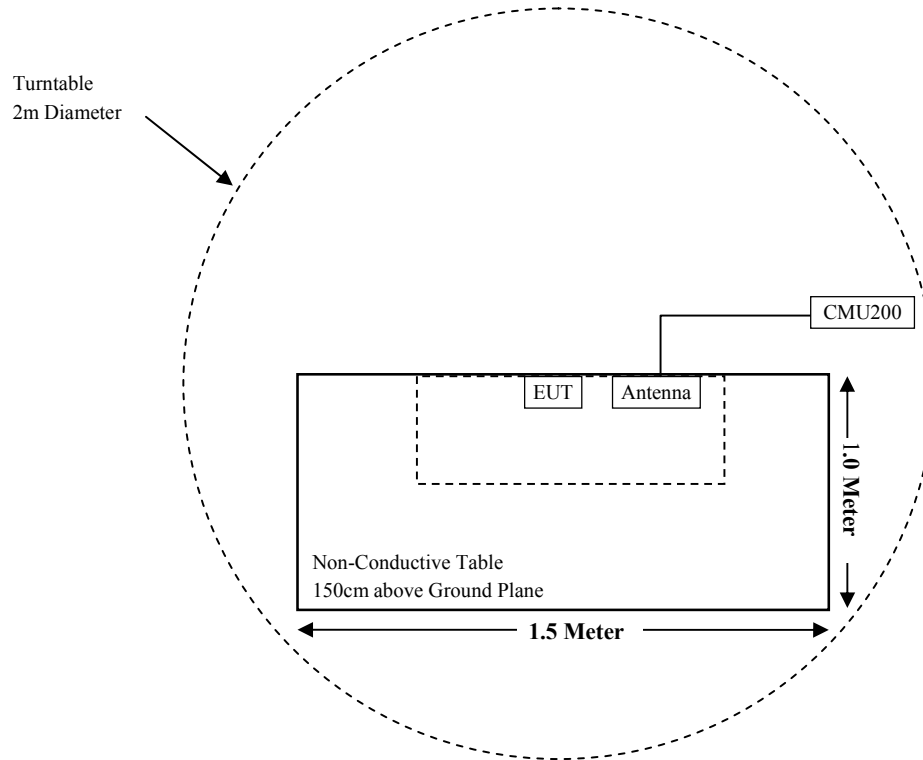 Turntable
2m Diameter
CMU200
EUT
Antenna
1.0 Meter
Non-Conductive Table
150cm above Ground Plane
1.5 Meter